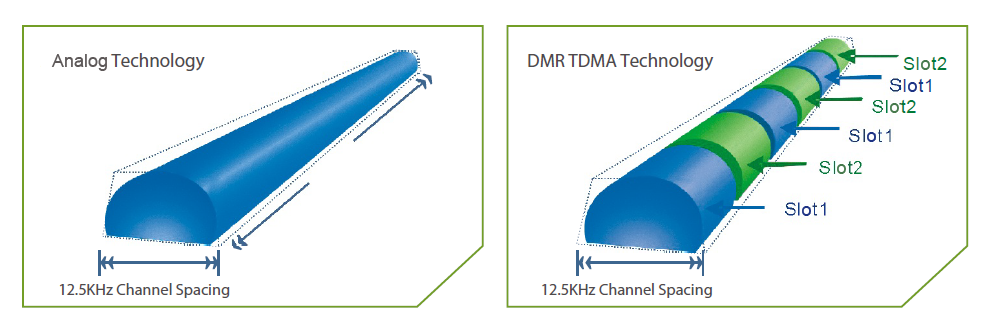 Analog Technology
12.5KHz Channel Spacing
DMR TDMA Technology
Slot2
Slot1
Slot2
Slot1
Slot2
Slot1
12.5KHz Channel Spacing